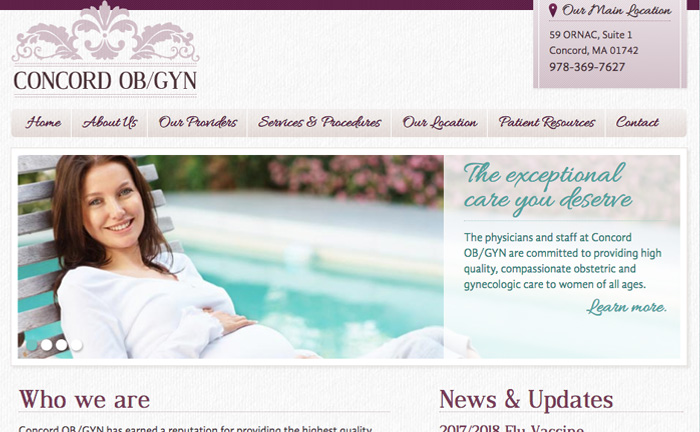 Our Main Location
59 ORNAC, Suite 1
Concord, MA 01742
978-369-7627
CONCORD OB/GYN
Home About Us Our Providers Services & Procedures Our Location Patient Resources Contact
The exceptional
care you deserve
The physicians and staff at Concord
OB/GYN are committed to providing high
quality, compassionate obstetric and
gynecologic care to women of all ages.
Learn more.
Who we are
Concord OB/GYN has earned a reputation for providing the highest quality
News & Updates
2017/2018 Flu Vaccine